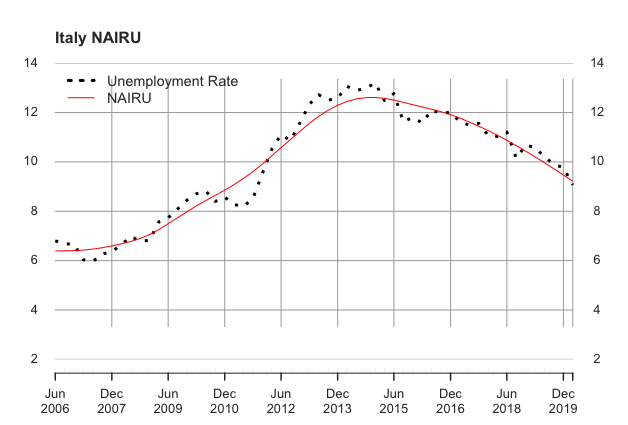 Italy NAIRU
14 14
Unemployment Rate
NAIRU
12 12
10 10
8 8
6 6
4 4
2 2
Jun Dec Jun Dec Jun Dec Jun Dec Jun Dec
2006 2007 2009 2010 2012 2013 2015 2016 2018 2019